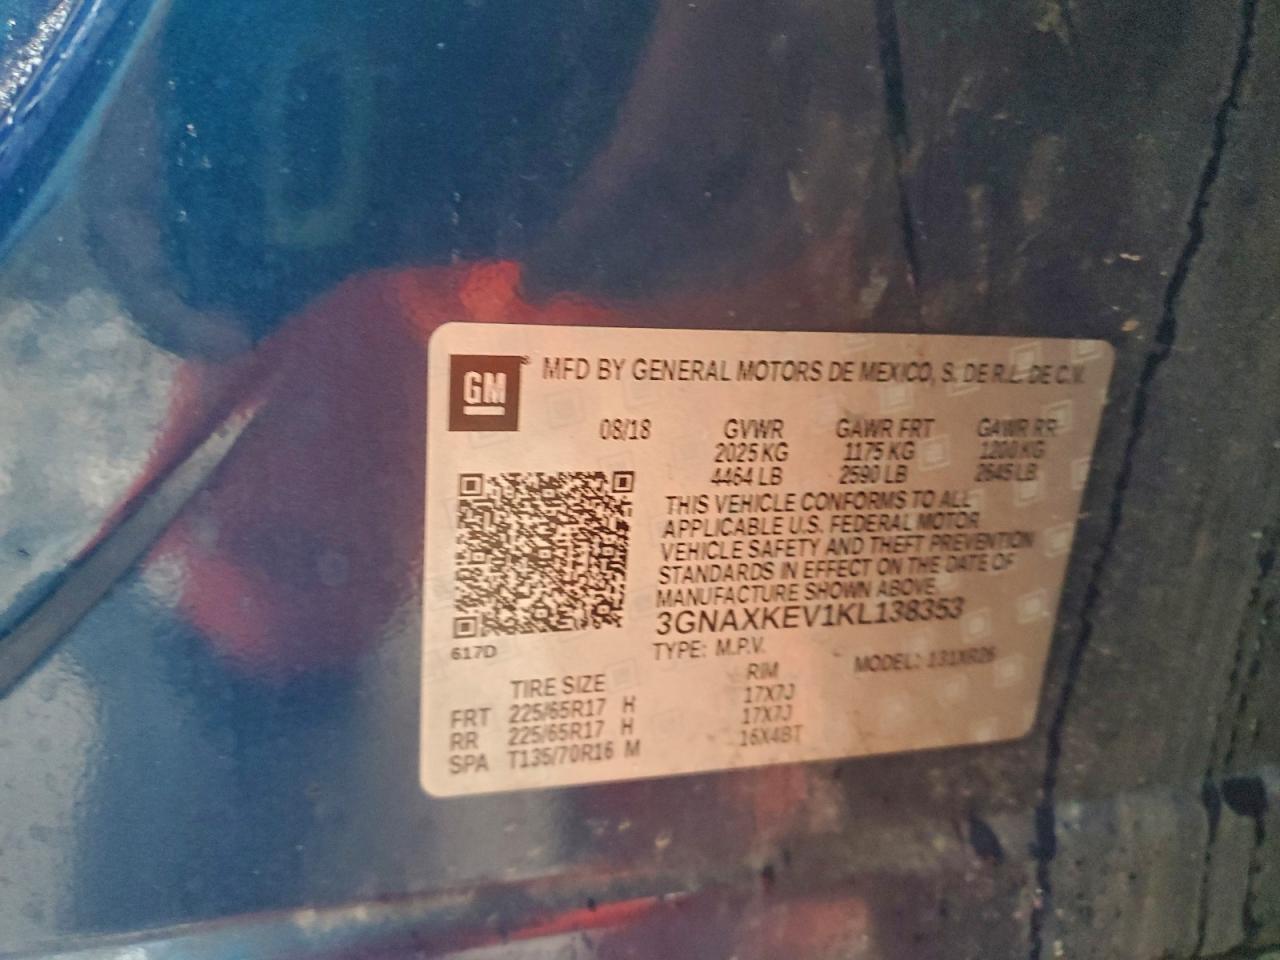 GM ® MFD BY GENERAL MOTORS DE MEXICO, S. DE R.L. DE C.V.
08/18 GVWR GAWR FRT GAWR RR
2025 KG 1175 KG 1200 KG
4464 LB 2590 LB 2645 LB
THIS VEHICLE CONFORMS TO ALL
APPLICABLE U.S. FEDERAL MOTOR
VEHICLE SAFETY AND THEFT PREVENTION
STANDARDS IN EFFECT ON THE DATE OF
MANUFACTURE SHOWN ABOVE.
3GNAXKEV1KL138353
617D TYPE: M.P.V. MODEL: 1XR26
TIRE SIZE RIM
FRT 225/65R17 H 17X7J
RR 225/65R17 H 17X7J
SPA T135/70R16 M 16X4BT